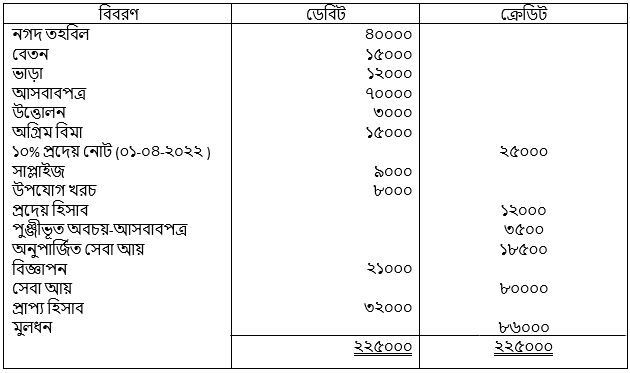 বিবরণ ডেবিট ক্রেডিট
নগদ তহবিল ৪০০০০
বেতন ১৫০০০
ভাড়া ১২০০০
আসবাবপত্র ৭০০০০
উত্তোলন ৩০০০
অগ্রিম বিমা ১৫০০০
১০% প্রদেয় নোট (০১-০৪-২০২২ ) ২৫০০০
সাপ্লাইজ ৯০০০
উপযোগ খরচ ৮০০০
প্রদেয় হিসাব ১২০০০
পুঞ্জীভূত অবচয়-আসবাবপত্র ৩৫০০
অনুপার্জিত সেবা আয় ১৮৫০০
বিজ্ঞাপন ২১০০০
সেবা আয় ৮০০০০
প্রাপ্য হিসাব ৩২০০০
মুলধন ৮৬০০০
২২৫০০০ ২২৫০০০